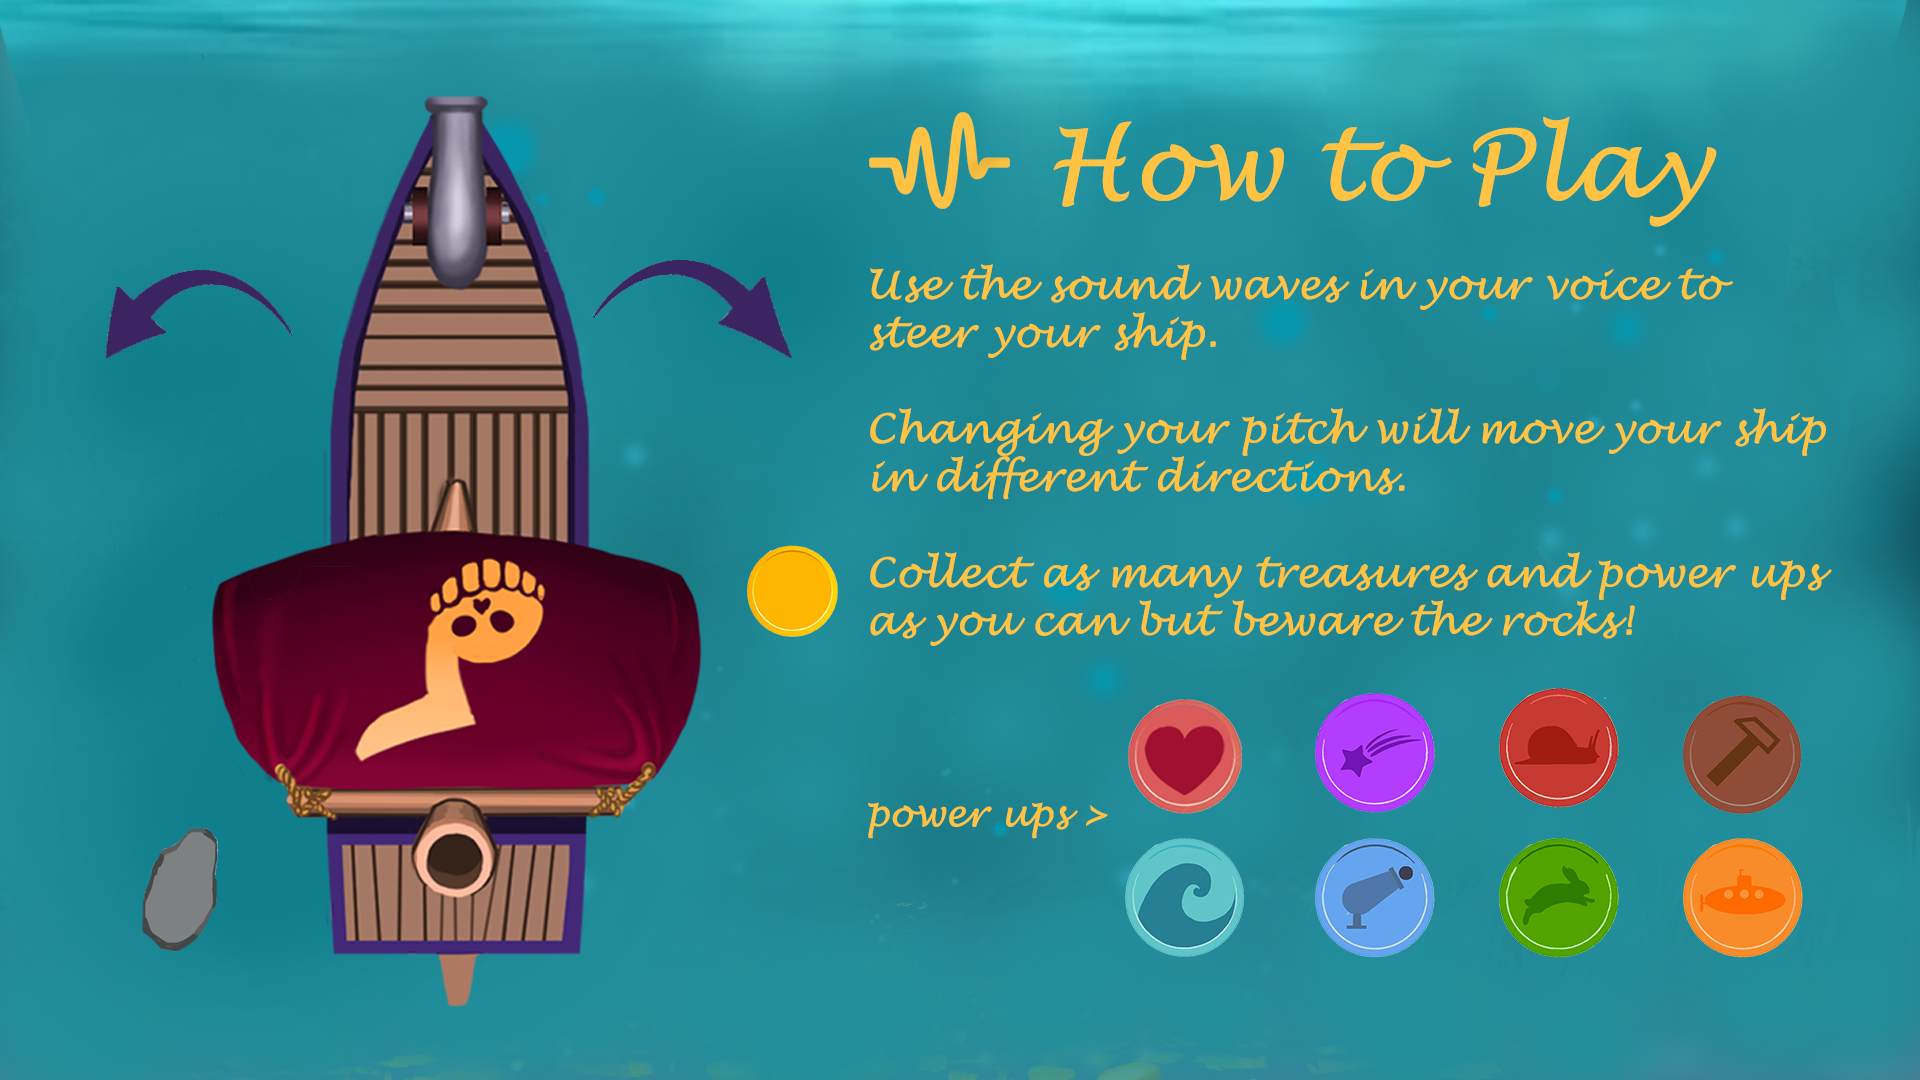 How to Play
Use the sound waves in your voice to
steer your ship.
Changing your pitch will move your ship
in different directions.
Collect as many treasures and power ups
as you can but beware the rocks!
power ups >